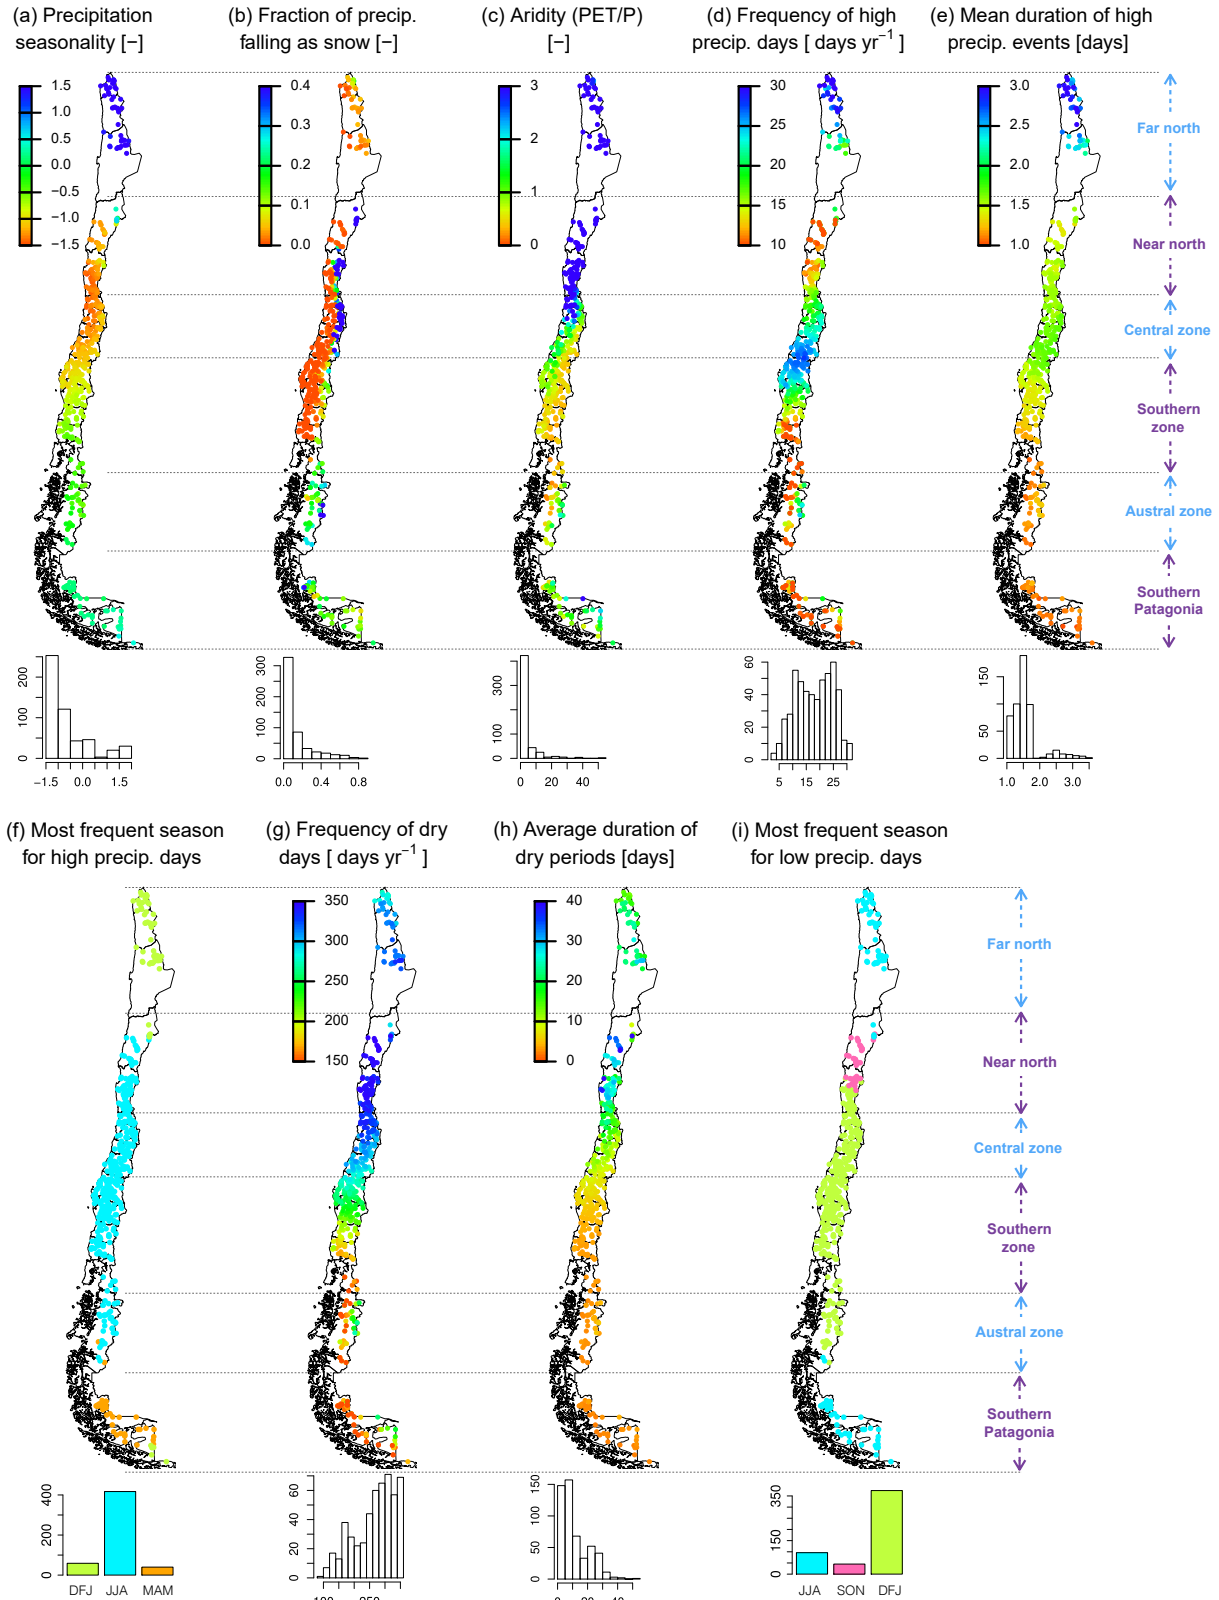 (a) Precipitation
seasonality [−]
(b) Fraction of precip.
falling as snow [−]
(c) Aridity (PET/P)
[−]
(d) Frequency of high
precip. days [ days yr⁻¹ ]
(e) Mean duration of high
precip. events [days]
1.5
1.0
0.5
0.0
−0.5
−1.0
−1.5
0.4
0.3
0.2
0.1
0.0
3
2
1
0
30
25
20
15
10
3.0
2.5
2.0
1.5
1.0
Far north
Near north
Central zone
Southern
zone
Austral zone
Southern
Patagonia
0 100 200
−1.5 0.0 1.5
0 100 200 300
0.0 0.4 0.8
0 100 300
0 20 40
0 20 40 60
5 15 25
0 50 150
1.0 2.0 3.0
(f) Most frequent season
for high precip. days
(g) Frequency of dry
days [ days yr⁻¹ ]
(h) Average duration of
dry periods [days]
(i) Most frequent season
for low precip. days
350
300
250
200
150
40
30
20
10
0
Far north
Near north
Central zone
Southern
zone
Austral zone
Southern
Patagonia
0 200 400
DFJ JJA MAM
0 20 40 60
100 250
0 50 100 150
0 20 40
0 150 350
JJA SON DFJ